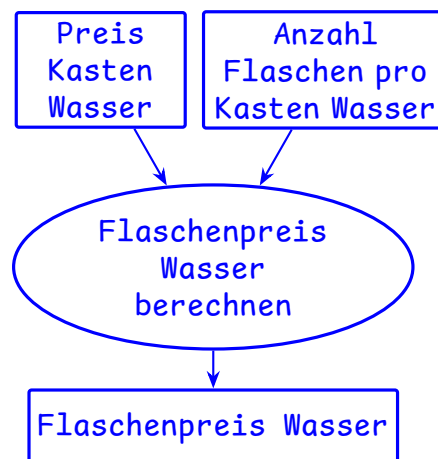 Preis
Kasten
Wasser
Anzahl
Flaschen pro
Kasten Wasser
Flaschenpreis
Wasser
berechnen
Flaschenpreis Wasser